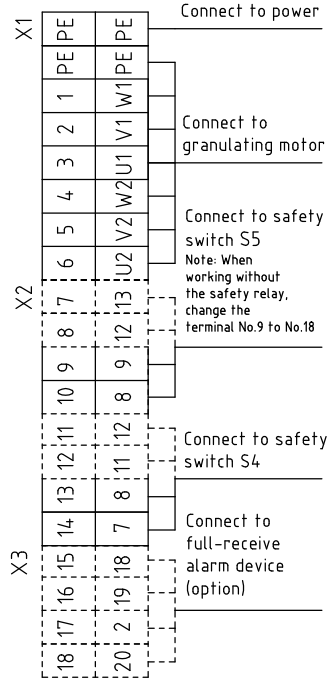 X1
PE PE
Connect to power
PE PE
1 W1
2 V1
3 U1
Connect to
granulating motor
4 W2
5 V2
6 U2
Connect to safety
switch S5
Note: When
working without
the safety relay,
change the
terminal No.9 to No.18
X2
7 13
8 12
9 9
10 8
11 12
12 11
Connect to safety
switch S4
13 8
14 7
X3
15 18
16 19
17 2
18 20
Connect to
full-receive
alarm device
(option)